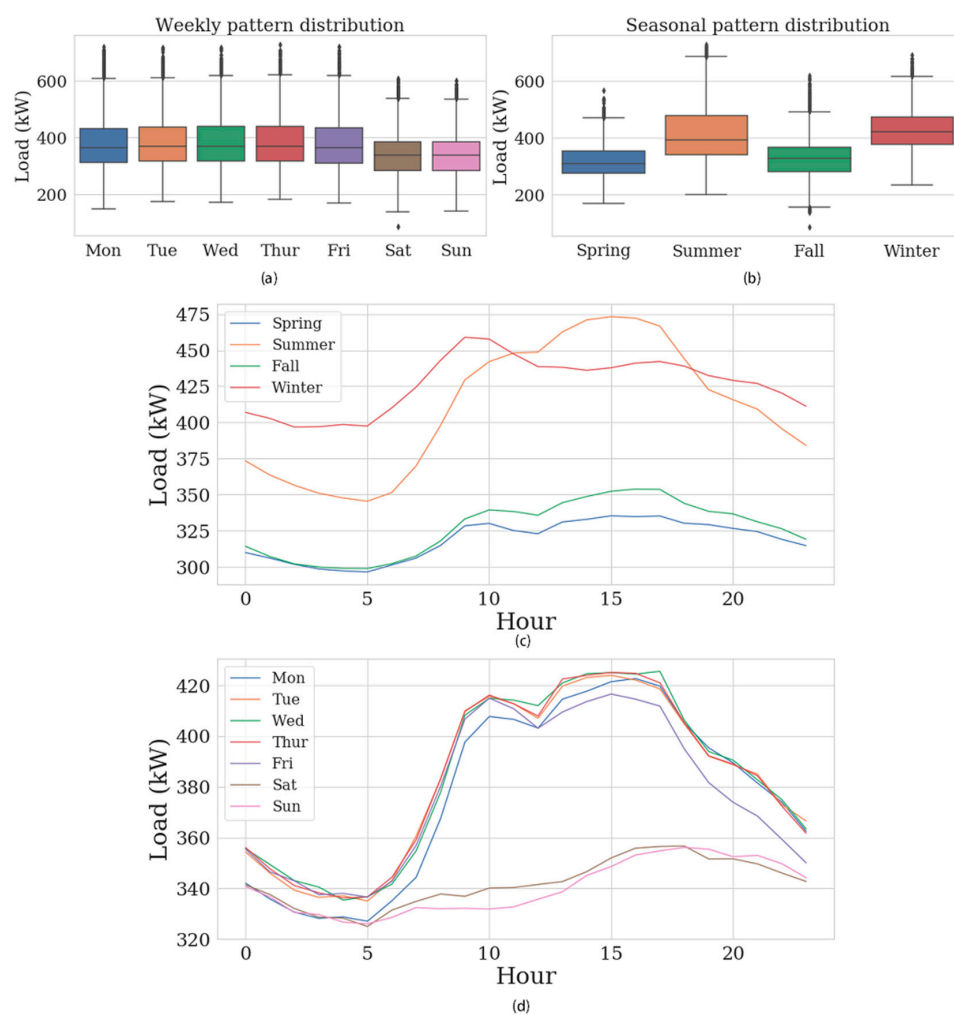 Weekly pattern distribution
Load (kW)
600
400
200
Mon Tue Wed Thur Fri Sat Sun
(a)
Seasonal pattern distribution
Load (kW)
600
400
200
Spring Summer Fall Winter
(b)
Load (kW)
475
450
425
400
375
350
325
300
Spring
Summer
Fall
Winter
0 5 10 15 20
Hour
(c)
Load (kW)
420
400
380
360
340
320
Mon
Tue
Wed
Thur
Fri
Sat
Sun
0 5 10 15 20
Hour
(d)